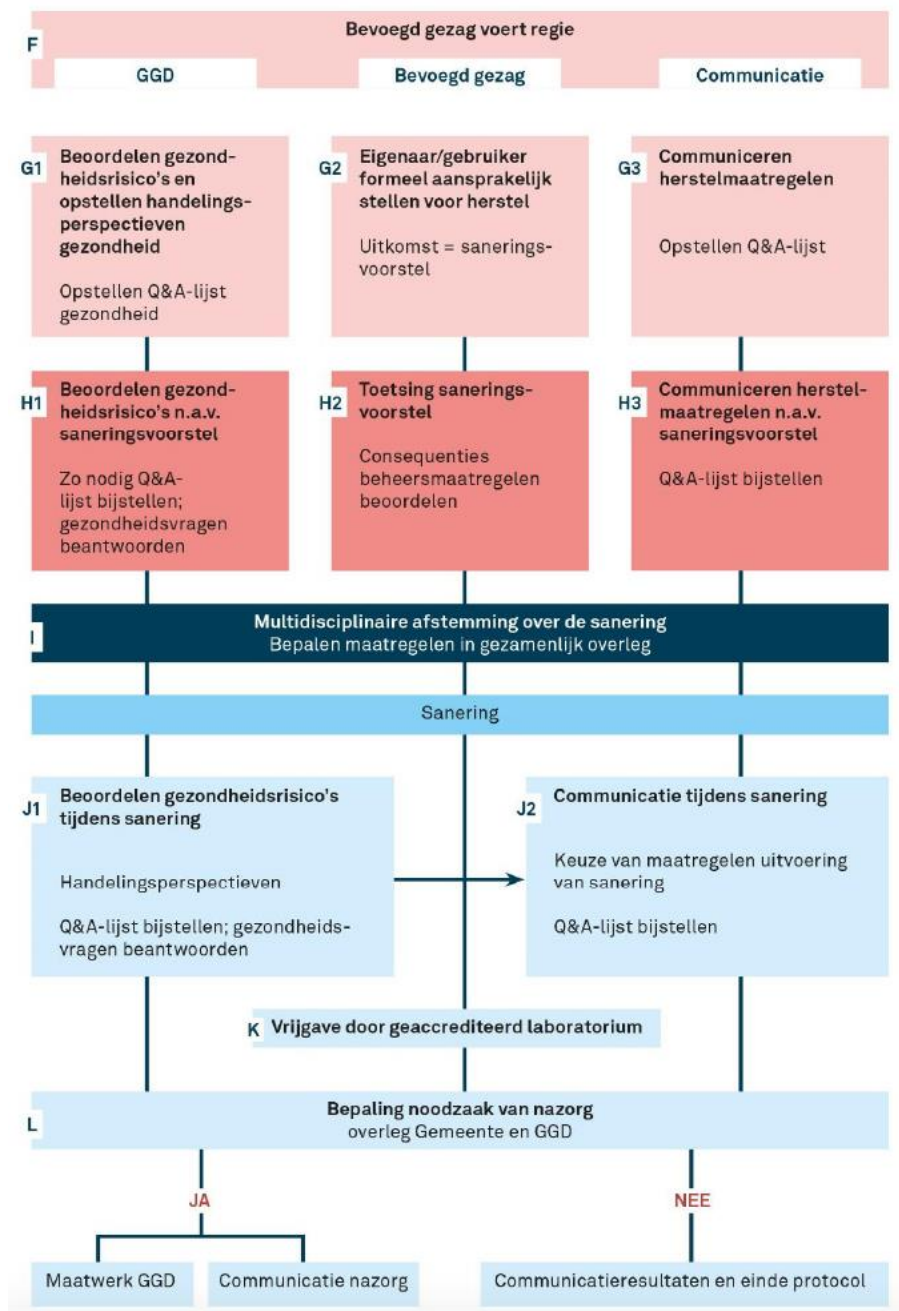 F
Bevoegd gezag voert regie
GGD
Bevoegd gezag
Communicatie
G1
Beoordelen gezond-
heidsrisico's en
opstellen handelings-
perspectieven
gezondheid
Opstellen Q&A-lijst
gezondheid
G2
Eigenaar/gebruiker
formeel aansprakelijk
stellen voor herstel
Uitkomst = sanerings-
voorstel
G3
Communiceren
herstelmaatregelen
Opstellen Q&A-lijst
H1
Beoordelen gezond-
heidsrisico's n.a.v.
saneringsvoorstel
Zo nodig Q&A-
lijst bijstellen;
gezondheidsvragen
beantwoorden
H2
Toetsing sanerings-
voorstel
Consequenties
beheersmaatregelen
beoordelen
H3
Communiceren herstel-
maatregelen n.a.v.
saneringsvoorstel
Q&A-lijst bijstellen
I
Multidisciplinaire afstemming over de sanering
Bepalen maatregelen in gezamenlijk overleg
Sanering
J1
Beoordelen gezondheidsrisico's
tijdens sanering
Handelingsperspectieven
Q&A-lijst bijstellen; gezondheids-
vragen beantwoorden
J2
Communicatie tijdens sanering
Keuze van maatregelen uitvoering
van sanering
Q&A-lijst bijstellen
K
Vrijgave door geaccrediteerd laboratorium
L
Bepaling noodzaak van nazorg
overleg Gemeente en GGD
JA
NEE
Maatwerk GGD
Communicatie nazorg
Communicatieresultaten en einde protocol